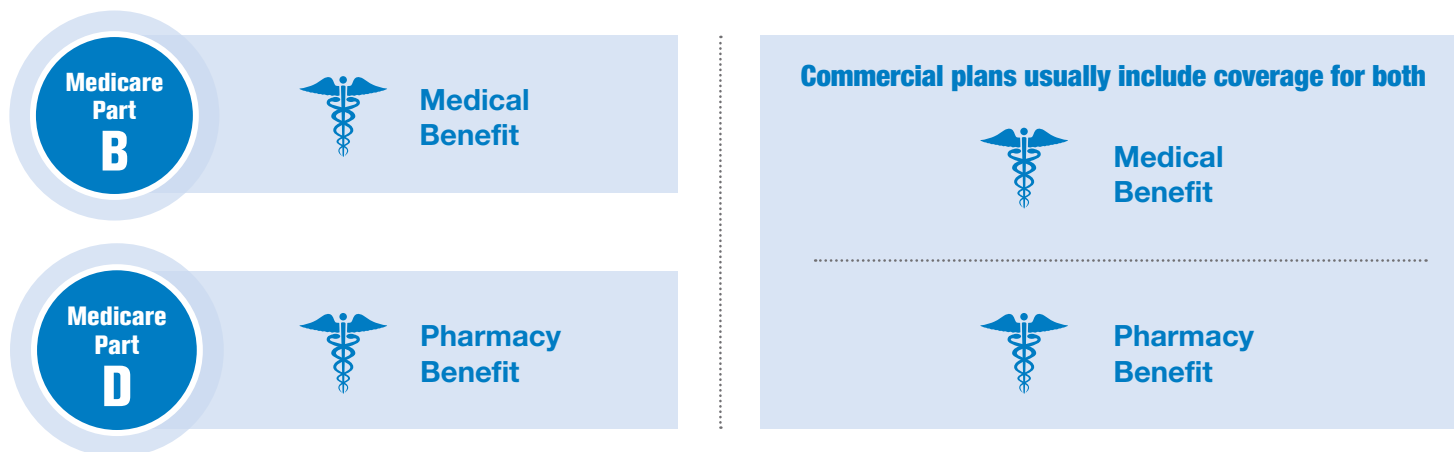 Medicare
Part
B
Medical
Benefit
Medicare
Part
D
Pharmacy
Benefit
Commercial plans usually include coverage for both
Medical
Benefit
Pharmacy
Benefit